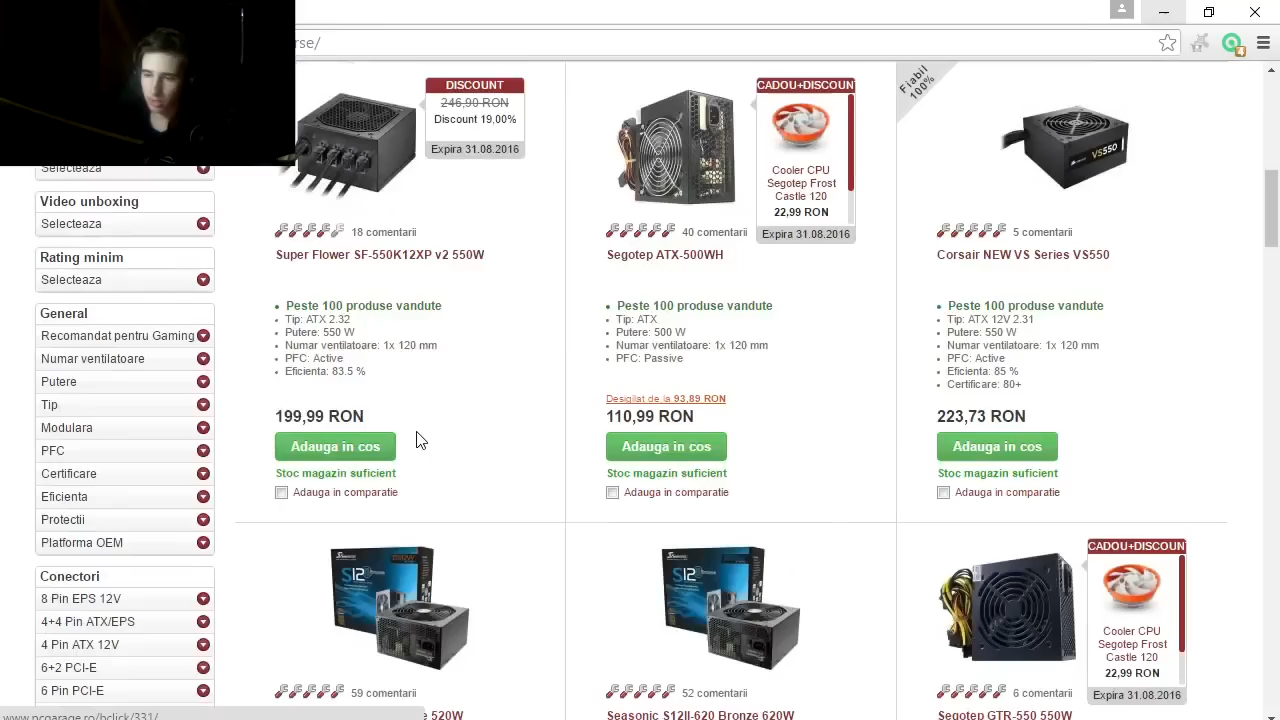 rse/
Selecteaza
Video unboxing
Selecteaza
Rating minim
Selecteaza
General
Recomandat pentru Gaming
Numar ventilatoare
Putere
Tip
Modulara
PFC
Certificare
Eficienta
Protectii
Platforma OEM
Conectori
8 Pin EPS 12V
4+4 Pin ATX/EPS
4 Pin ATX 12V
6+2 PCI-E
6 Pin PCI-E
DISCOUNT
246,90 RON
Discount 19,00%
Expira 31.08.2016
18 comentarii
Super Flower SF-550K12XP v2 550W
Peste 100 produse vandute
Tip: ATX 2.32
Putere: 550 W
Numar ventilatoare: 1x 120 mm
PFC: Active
Eficienta: 83.5 %
199,99 RON
Adauga in cos
Stoc magazin suficient
Adauga in comparatie
CADOU+DISCOUN
Cooler CPU
Segotep Frost
Castle 120
22,99 RON
Expira 31.08.2016
40 comentarii
Segotep ATX-500WH
Peste 100 produse vandute
Tip: ATX
Putere: 500 W
Numar ventilatoare: 1x 120 mm
PFC: Passive
Desigilat de la 93,89 RON
110,99 RON
Adauga in cos
Stoc magazin suficient
Adauga in comparatie
Fiabil
100%
VS550
5 comentarii
Corsair NEW VS Series VS550
Peste 100 produse vandute
Tip: ATX 12V 2.31
Putere: 550 W
Numar ventilatoare: 1x 120 mm
PFC: Active
Eficienta: 85 %
Certificare: 80+
223,73 RON
Adauga in cos
Stoc magazin suficient
Adauga in comparatie
S12
59 comentarii
e 520W
S12
52 comentarii
Seasonic S12II-620 Bronze 620W
CADOU+DISCOUN
Cooler CPU
Segotep Frost
Castle 120
22,99 RON
Expira 31.08.2016
6 comentarii
Segotep GTR-550 550W
www.pcgarage.ro/bclick/331/